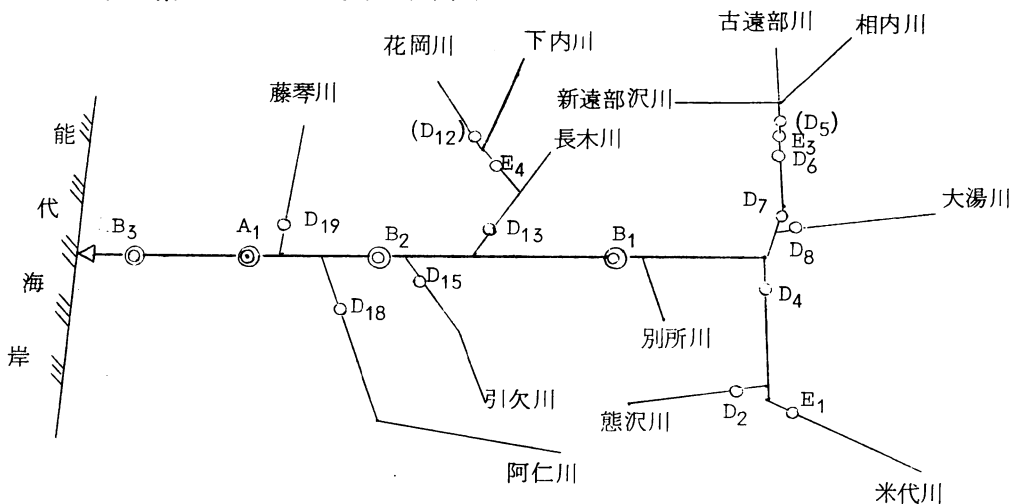 古遠部川
相内川
下内川
花岡川
新遠部沢川
藤琴川
(D12)
長木川
(D5)
E3
D6
E4
能代海岸
D7
大湯川
B3
A1
D19
B2
D13
B1
D8
D15
D4
D18
別所川
引欠川
熊沢川
D2
E1
阿仁川
米代川